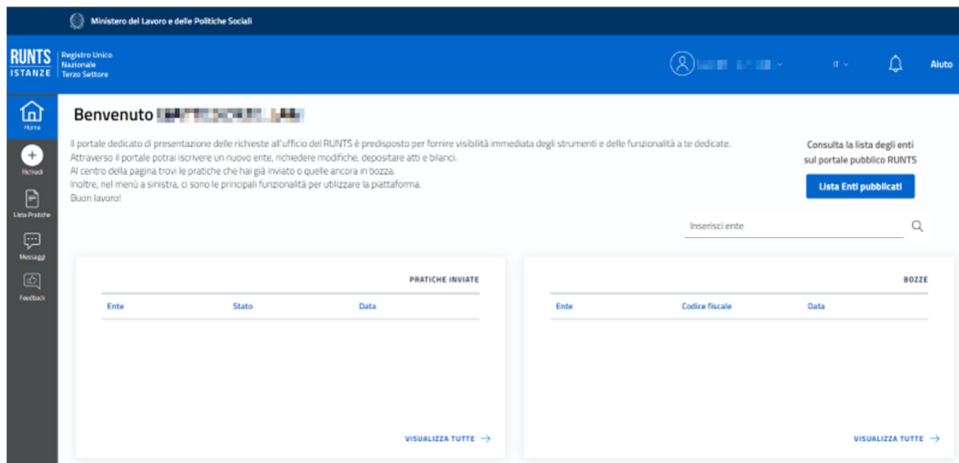 Ministero del Lavoro e delle Politiche Sociali
RUNTS
ISTANZE
Registro Unico
Nazionale
Terzo Settore
IT
Aiuto
Home
Richiedi
Lista Pratiche
Messaggi
Feedback
Benvenuto
Il portale dedicato di presentazione delle richieste all'ufficio del RUNTS è predisposto per fornire visibilità immediata degli strumenti e delle funzionalità a te dedicate.
Attraverso il portale potrai iscrivere un nuovo ente, richiedere modifiche, depositare atti e bilanci.
Al centro della pagina trovi le pratiche che hai già inviato o quelle ancora in bozza.
Inoltre, nel menù a sinistra, ci sono le principali funzionalità per utilizzare la piattaforma.
Buon lavoro!
Consulta la lista degli enti
sul portale pubblico RUNTS
Lista Enti pubblicati
Inserisci ente
PRATICHE INVIATE
Ente Stato Data
VISUALIZZA TUTTE
BOZZE
Ente Codice fiscale Data
VISUALIZZA TUTTE